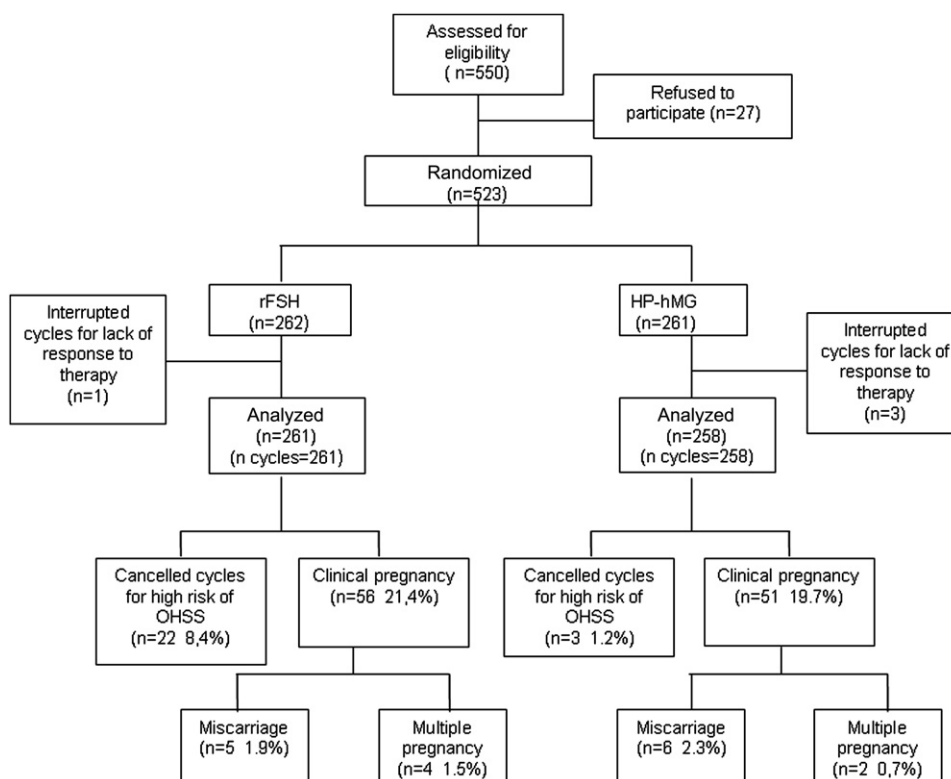 Assessed for
eligibility
( n=550)
Refused to
participate (n=27)
Randomized
(n=523)
rFSH
(n=262)
HP-hMG
(n=261)
Interrupted
cycles for lack of
response to
therapy
(n=1)
Interrupted
cycles for lack of
response to
therapy
(n=3)
Analyzed
(n=261)
(n cycles=261)
Analyzed
(n=258)
(n cycles=258)
Cancelled cycles
for high risk of
OHSS
(n=22 8,4%)
Clinical pregnancy
(n=56 21,4%)
Cancelled cycles
for high risk of
OHSS
(n=3 1.2%)
Clinical pregnancy
(n=51 19.7%)
Miscarriage
(n=5 1.9%)
Multiple
pregnancy
(n=4 1.5%)
Miscarriage
(n=6 2.3%)
Multiple
pregnancy
(n=2 0,7%)